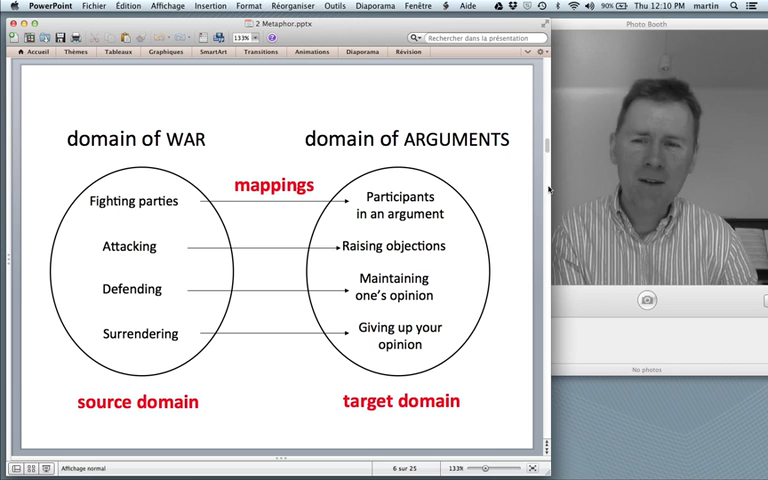 PowerPoint Fichier Édition Affichage Insertion Format Réorganiser Outils Diaporama Fenêtre Aide 90% Thu 12:10 PM martin
2 Metaphor.pptx
133%
Rechercher dans la présentation
Accueil Thèmes Tableaux Graphiques SmartArt Transitions Animations Diaporama Révision
Photo Booth
domain of WAR
domain of ARGUMENTS
mappings
Fighting parties
Participants
in an argument
Attacking
Raising objections
Defending
Maintaining
one's opinion
Surrendering
Giving up your
opinion
source domain
target domain
No photos
Affichage normal
6 sur 25
133%